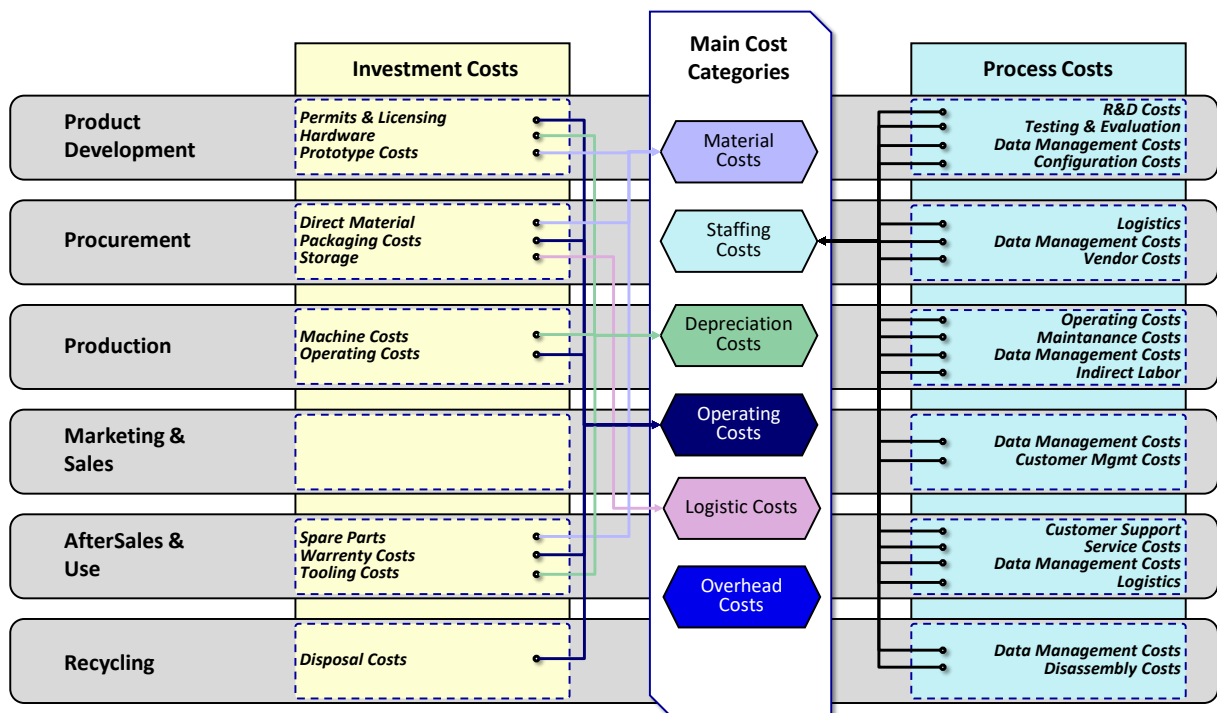 Investment Costs
Main Cost
Categories
Process Costs
Product
Development
Permits & Licensing
Hardware
Prototype Costs
Material
Costs
R&D Costs
Testing & Evaluation
Data Management Costs
Configuration Costs
Procurement
Direct Material
Packaging Costs
Storage
Staffing
Costs
Logistics
Data Management Costs
Vendor Costs
Production
Machine Costs
Operating Costs
Depreciation
Costs
Operating Costs
Maintanance Costs
Data Management Costs
Indirect Labor
Marketing &
Sales
Operating
Costs
Data Management Costs
Customer Mgmt Costs
Logistic Costs
AfterSales &
Use
Spare Parts
Warrenty Costs
Tooling Costs
Overhead
Costs
Customer Support
Service Costs
Data Management Costs
Logistics
Recycling
Disposal Costs
Data Management Costs
Disassembly Costs